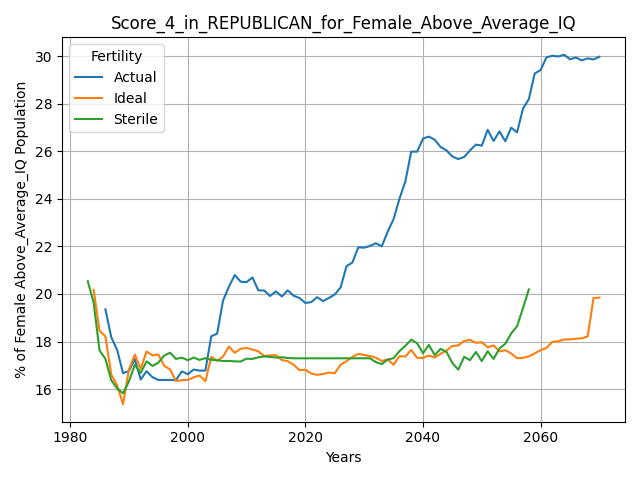 Score_4_in_REPUBLICAN_for_Female_Above_Average_IQ
Fertility
Actual
Ideal
Sterile
% of Female Above_Average_IQ Population
30
28
26
24
22
20
18
16
1980
2000
2020
2040
2060
Years